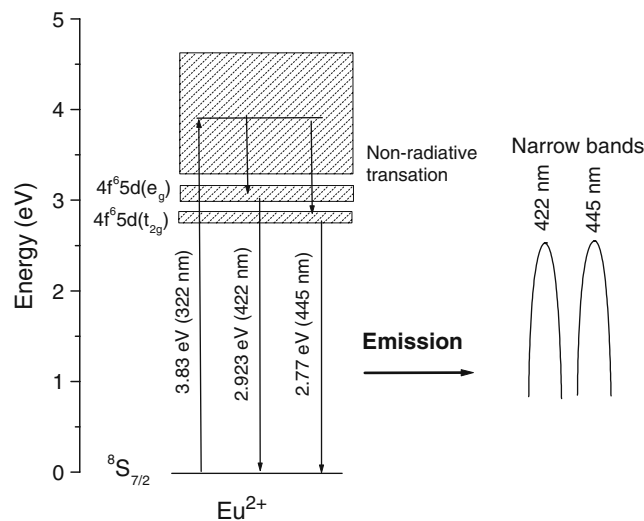 5
4
3
2
1
0
Energy (eV)
4f⁶5d(e_g)
4f⁶5d(t_2g)
⁸S_7/2
3.83 eV (322 nm)
2.923 eV (422 nm)
2.77 eV (445 nm)
Eu²⁺
Non-radiative
transation
Emission
Narrow bands
422 nm
445 nm